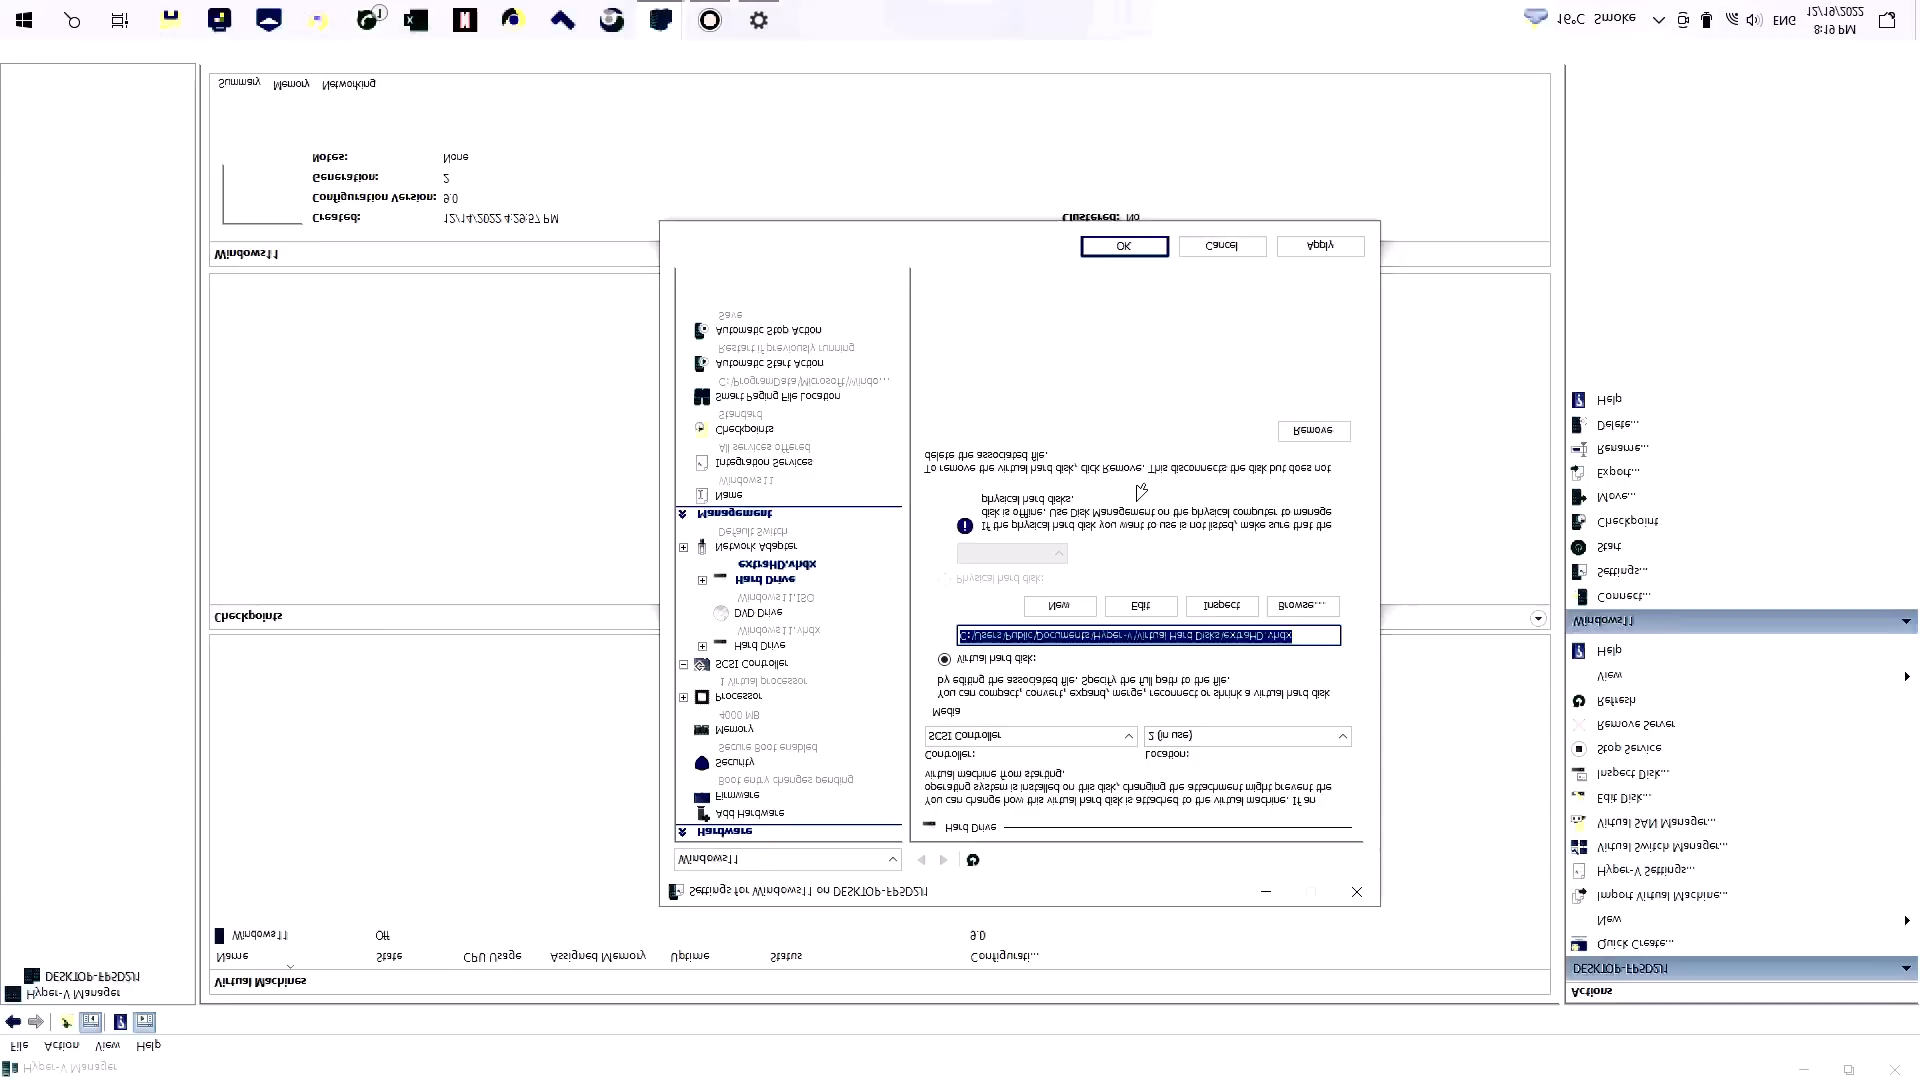 Hyper-V Manager
File Action View Help
Hyper-V Manager
Virtual Machines
Name State CPU Usage Assigned Memory Uptime Status Configurati...
Windows11 Off 9.0
Checkpoints
Windows11
Created: 12/14/2022 4:29:57 PM Clustered: No
Configuration Version: 9.0
Generation: 2
Notes: None
Summary Memory Networking
Settings for Windows11 on DESKTOP-FP5D2U1
Windows11
Hardware
Add Hardware
Firmware
Boot entry changes pending
Security
Secure Boot enabled
Memory
4000 MB
Processor
1 Virtual processor
SCSI Controller
Hard Drive
Windows11.vhdx
DVD Drive
Windows11.ISO
Hard Drive
extraHD.vhdx
Network Adapter
Default Switch
Management
Name
Windows11
Integration Services
All services offered
Checkpoints
Standard
Smart Paging File Location
C:\ProgramData\Microsoft\Windo...
Automatic Start Action
Restart if previously running
Automatic Stop Action
Save
Hard Drive
You can change how this virtual hard disk is attached to the virtual machine. If an
operating system is installed on this disk, changing the attachment might prevent the
virtual machine from starting.
Controller: Location:
SCSI Controller 2 (in use)
Media
You can compact, convert, expand, merge, reconnect or shrink a virtual hard disk
by editing the associated file. Specify the full path to the file.
Virtual hard disk:
C:\Users\Public\Documents\Hyper-V\Virtual Hard Disks\extraHD.vhdx
New Edit Inspect Browse...
Physical hard disk:
If the physical hard disk you want to use is not listed, make sure that the
disk is offline. Use Disk Management on the physical computer to manage
physical hard disks.
To remove the virtual hard disk, click Remove. This disconnects the disk but does not
delete the associated file.
Remove
OK Cancel Apply
Actions
Quick Create...
New
Import Virtual Machine...
Hyper-V Settings...
Virtual Switch Manager...
Virtual SAN Manager...
Edit Disk...
Inspect Disk...
Stop Service
Remove Server
Refresh
View
Help
Windows11
Connect...
Settings...
Start
Checkpoint
Move...
Export...
Rename...
Delete...
Help
16°C Smoke ENG 8:19 PM
12/19/2022